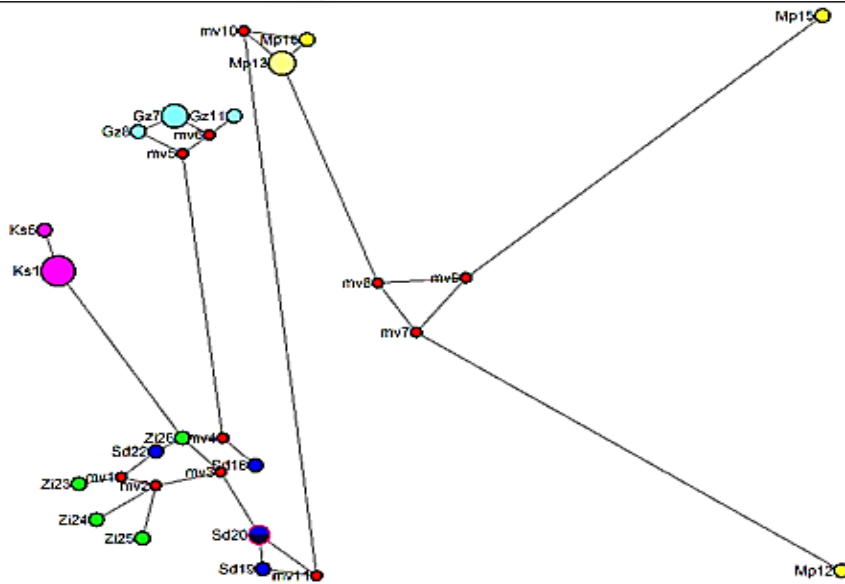 Mp15
mv10
Mp16
Mp13
Gz7
Gz11
Gz8
mv6
mv5
Ks6
Ks1
mv8
mv9
mv7
Zi26
mv4
Sd22
Sd16
mv3
mv1
Zi23
mv2
Zi24
Zi25
Sd20
Sd19
mv11
Mp12